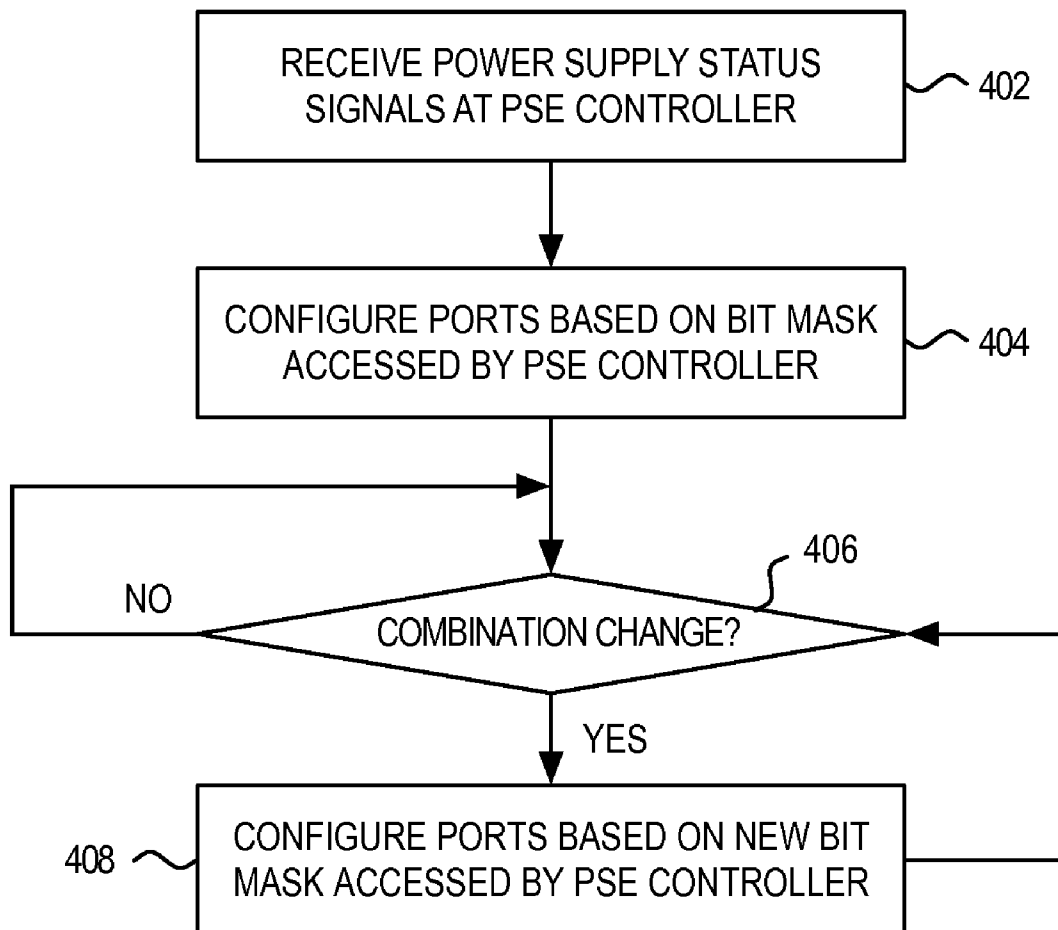 RECEIVE POWER SUPPLY STATUS
SIGNALS AT PSE CONTROLLER
402
CONFIGURE PORTS BASED ON BIT MASK
ACCESSED BY PSE CONTROLLER
404
406
NO
COMBINATION CHANGE?
YES
CONFIGURE PORTS BASED ON NEW BIT
MASK ACCESSED BY PSE CONTROLLER
408